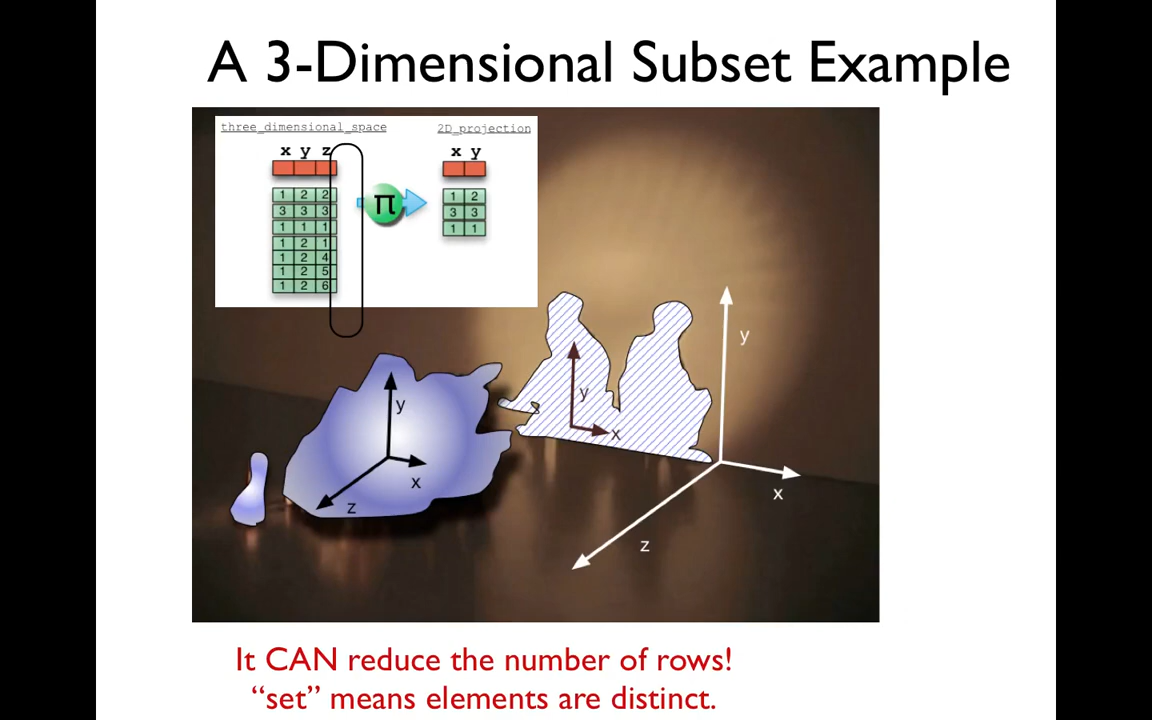 A 3-Dimensional Subset Example
three_dimensional_space
2D_projection
x y z
x y
1 2 2
3 3 3
1 1 1
1 2 1
1 2 4
1 2 5
1 2 6
π
1 2
3 3
1 1
y
x
z
y
x
y
x
z
It CAN reduce the number of rows!
“set” means elements are distinct.